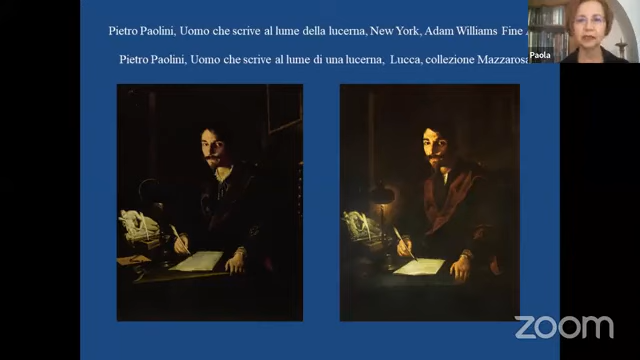 Pietro Paolini, Uomo che scrive al lume della lucerna, New York, Adam Williams Fine
Pietro Paolini, Uomo che scrive al lume di una lucerna, Lucca, collezione Mazzarosa
Paola
zoom